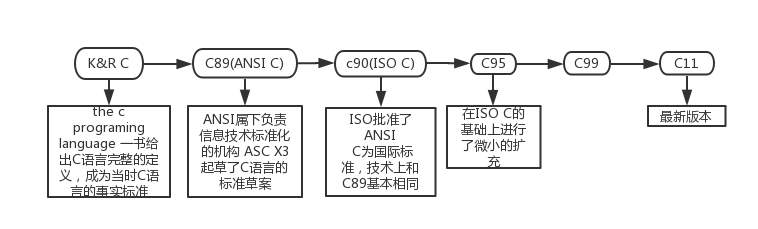 K&R C
C89(ANSI C)
c90(ISO C)
C95
C99
C11
the c
programing
language 一书给
出C语言完整的定
义，成为当时C语
言的事实标准
ANSI属下负责
信息技术标准化
的机构 ASC X3
起草了C语言的
标准草案
ISO批准了
ANSI
C为国际标
准，技术上和
C89基本相同
在ISO C的
基础上进行
了微小的扩
充
最新版本